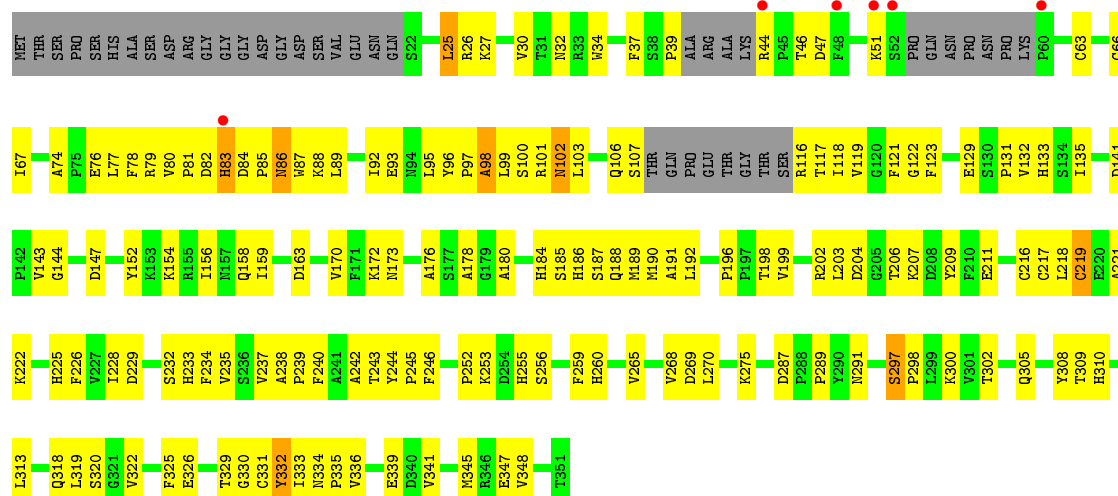 MET THR SER PRO SER HIS ALA SER ASP ARG GLY GLY GLY ASP GLY ASP SER VAL GLU ASN GLN S22 L25 R26 K27 V30 T31 N32 R33 W34 F37 S38 P39 ALA ARG ALA LYS R44 P45 T46 D47 F48 K51 S52 PRO GLN ASN PRO ASN PRO LYS P60 C63 C66
I67 A74 P75 E76 L77 F78 R79 V80 P81 D82 H83 D84 P85 N86 W87 K88 L89 I92 E93 N94 L95 Y96 P97 A98 L99 S100 R101 N102 L103 Q106 S107 THR GLN PRO GLU THR GLY THR SER R116 T117 I118 V119 G120 F121 G122 F123 E129 S130 P131 V132 H133 S134 I135 D141
P142 V143 G144 D147 Y152 K153 K154 R155 I156 N157 Q158 I159 D163 V170 F171 K172 N173 A176 S177 A178 G179 A180 H184 S185 H186 S187 Q188 M189 M190 A191 L192 P196 P197 T198 V199 R202 L203 D204 G205 T206 K207 D208 Y209 F210 E211 C216 C217 L218 C219 E220 A221
K222 H225 F226 V227 I228 D229 S232 H233 F234 V235 S236 V237 A238 P239 F240 A241 A242 T243 Y244 P245 F246 P252 K253 D254 H255 S256 F259 H260 V265 V268 D269 L270 K275 D287 P288 P289 Y290 N291 S297 P298 L299 K300 V301 T302 Q305 Y308 T309 H310
L313 Q318 L319 S320 G321 V322 F325 E326 T329 G330 C331 Y332 I333 N334 P335 V336 E339 D340 V341 M345 R346 E347 V348 T351